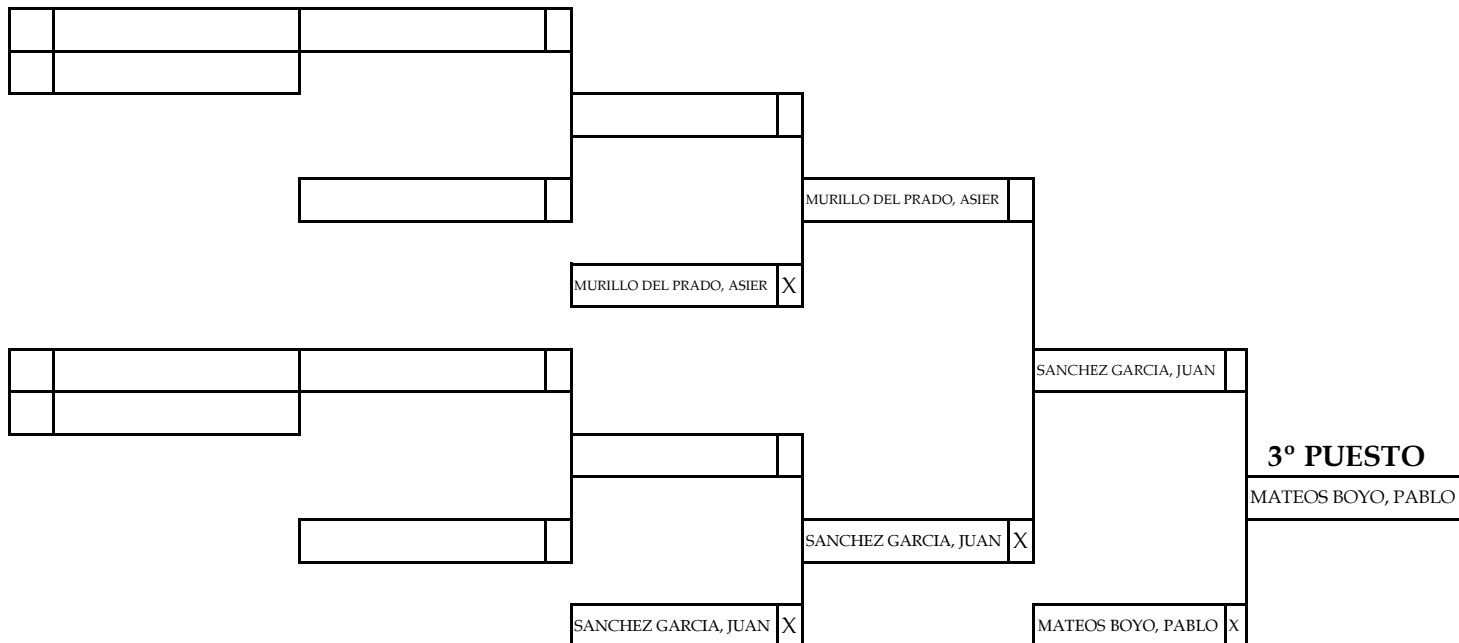 MURILLO DEL PRADO, ASIER
MURILLO DEL PRADO, ASIER X
SANCHEZ GARCIA, JUAN
3º PUESTO
MATEOS BOYO, PABLO
SANCHEZ GARCIA, JUAN X
SANCHEZ GARCIA, JUAN X
MATEOS BOYO, PABLO X